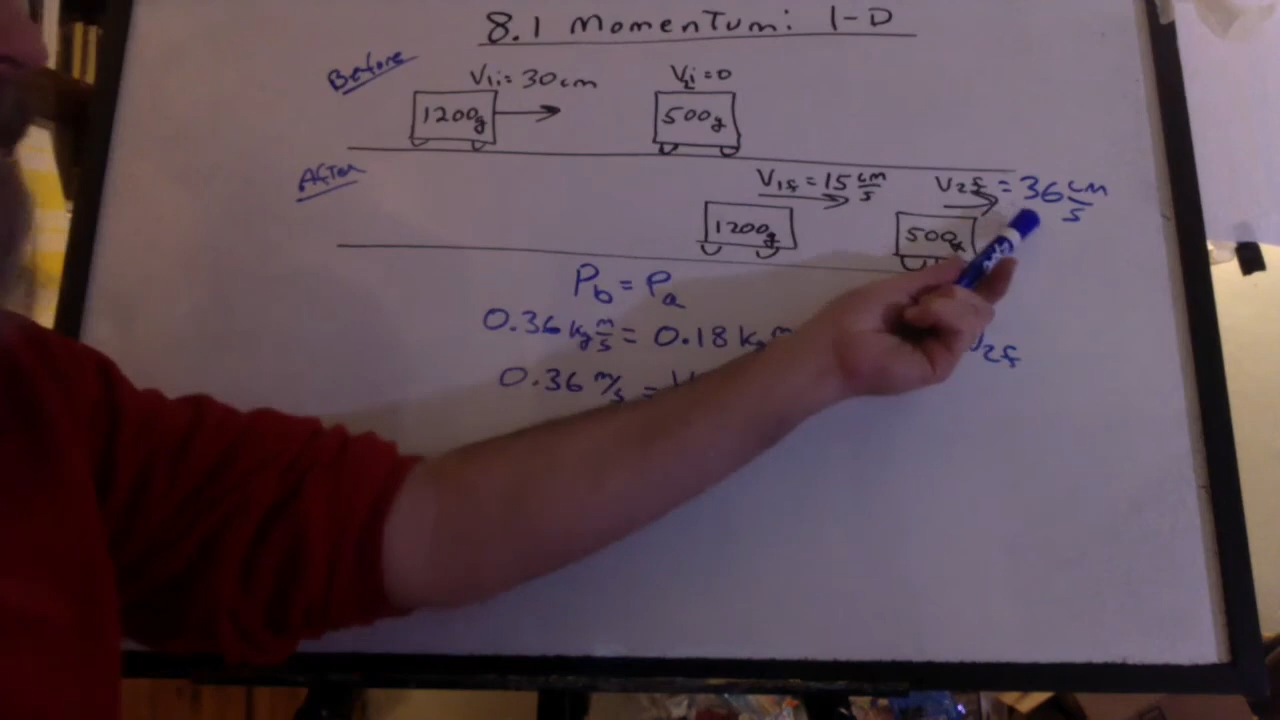 8.1 Momentum: 1-D
Before
V1i = 30cm
V2i = 0
1200g
500g
After
V1f = 15 cm/s
V2f = 36 cm/s
1200g
500g
Pb = Pa
0.36 kg m/s = 0.18 kg m
V2f
0.36 m/s = V